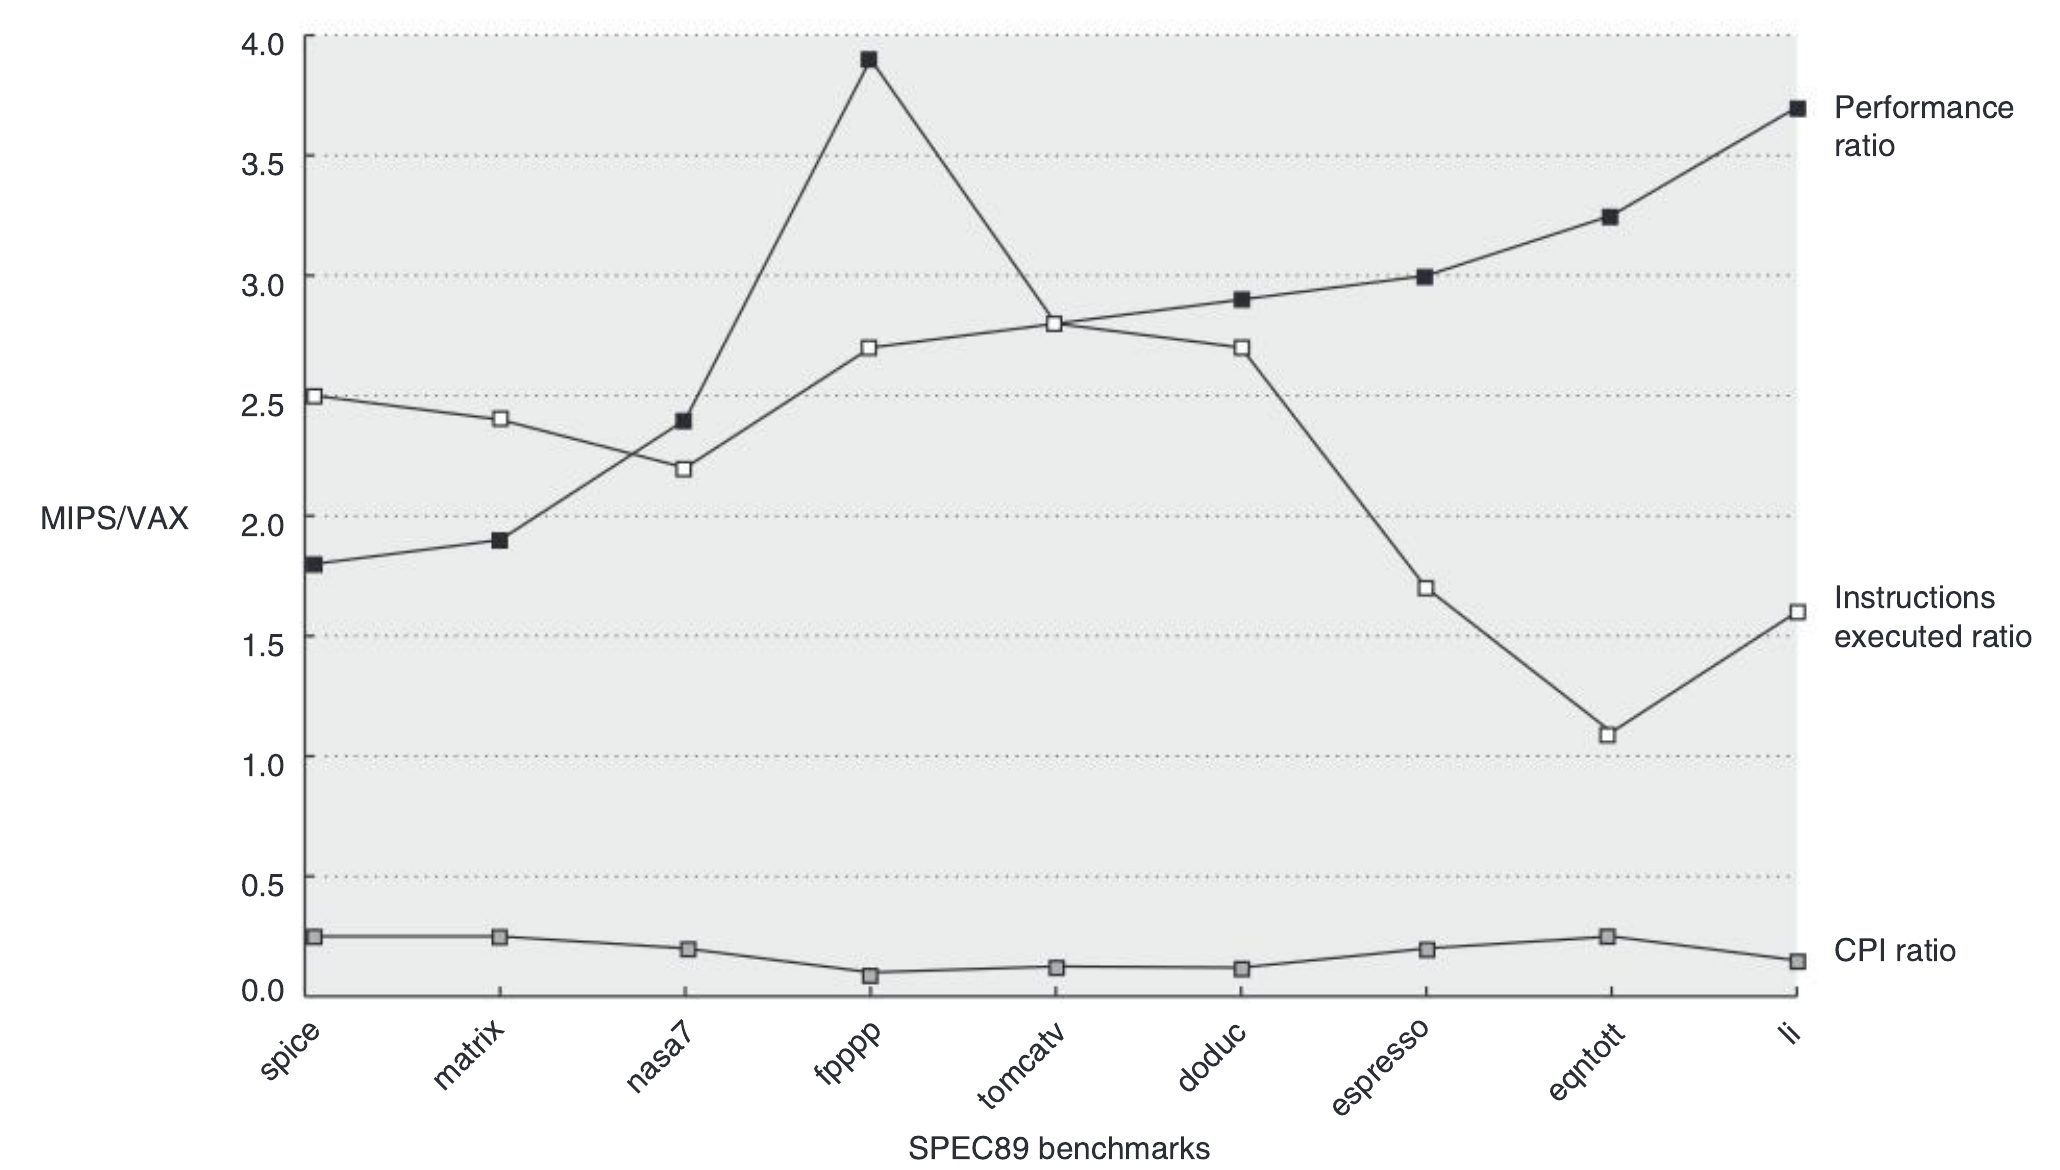 4.0
3.5
3.0
2.5
2.0
1.5
1.0
0.5
0.0
MIPS/VAX
Performance
ratio
Instructions
executed ratio
CPI ratio
spice
matrix
nasa7
fpppp
tomcatv
doduc
espresso
eqntott
li
SPEC89 benchmarks